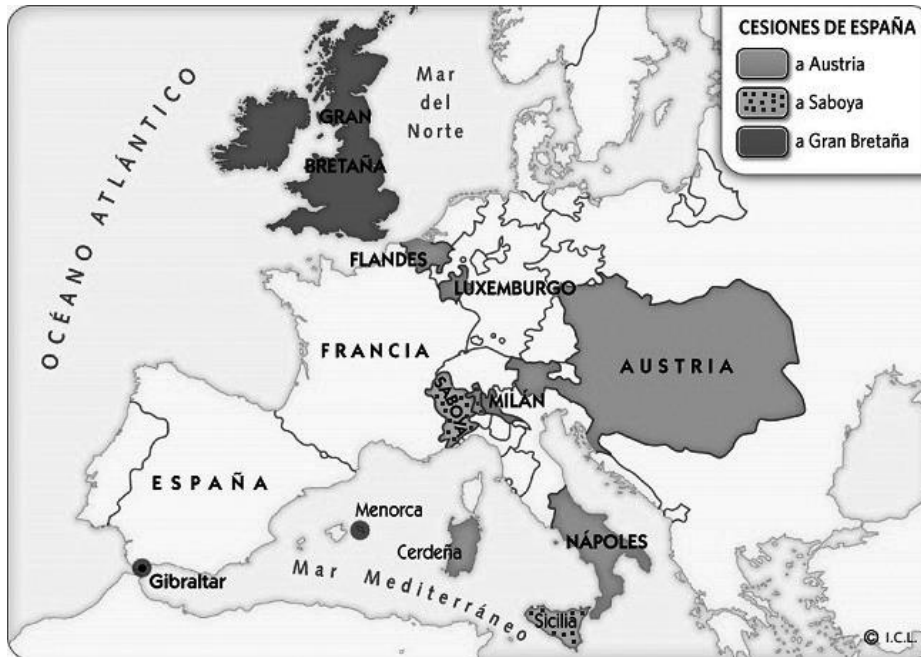 CESIONES DE ESPAÑA
a Austria
a Saboya
a Gran Bretaña
OCÉANO ATLÁNTICO
Mar
del
Norte
GRAN
BRETAÑA
FLANDES
LUXEMBURGO
FRANCIA
AUSTRIA
SABOYA
MILÁN
ESPAÑA
Menorca
Cerdeña
NÁPOLES
Gibraltar
Mar Mediterráneo
Sicilia
© I.C.L.